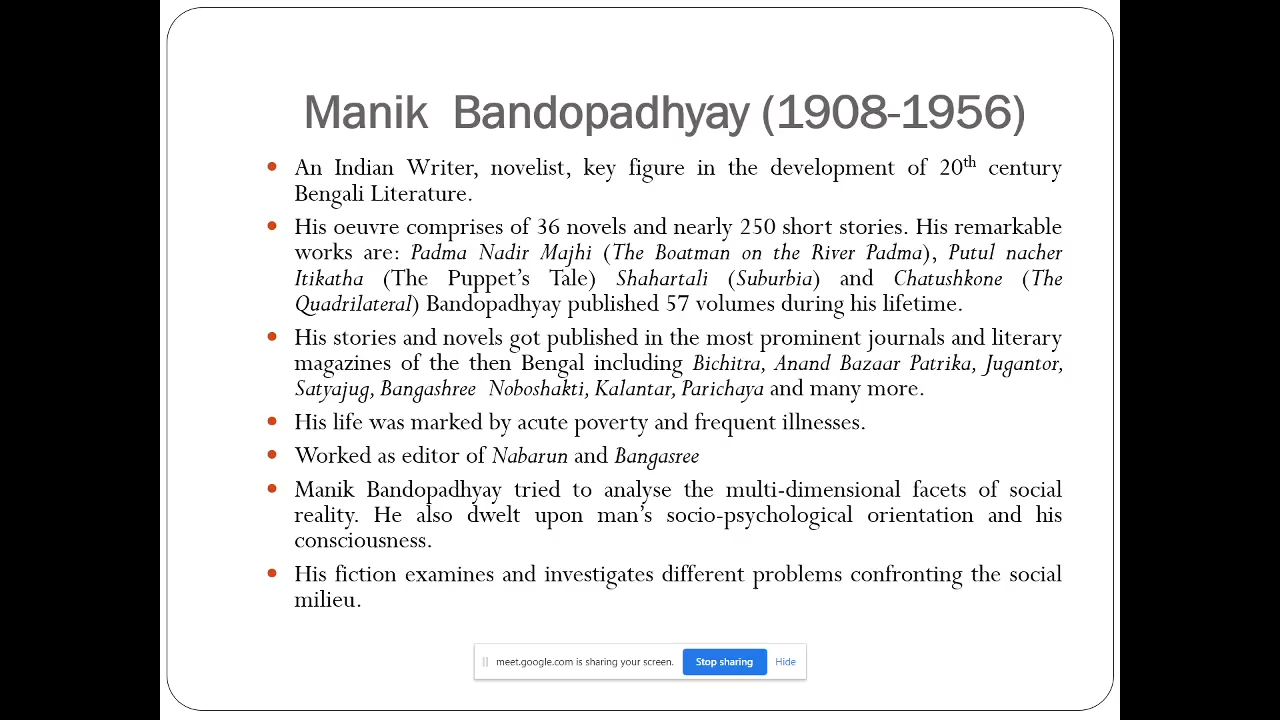 Manik Bandopadhyay (1908-1956)
• An Indian Writer, novelist, key figure in the development of 20th century
Bengali Literature.
• His oeuvre comprises of 36 novels and nearly 250 short stories. His remarkable
works are: Padma Nadir Majhi (The Boatman on the River Padma), Putul nacher
Itikatha (The Puppet's Tale) Shahartali (Suburbia) and Chatushkone (The
Quadrilateral) Bandopadhyay published 57 volumes during his lifetime.
• His stories and novels got published in the most prominent journals and literary
magazines of the then Bengal including Bichitra, Anand Bazaar Patrika, Jugantor,
Satyajug, Bangashree Noboshakti, Kalantar, Parichaya and many more.
• His life was marked by acute poverty and frequent illnesses.
• Worked as editor of Nabarun and Bangasree
• Manik Bandopadhyay tried to analyse the multi-dimensional facets of social
reality. He also dwelt upon man's socio-psychological orientation and his
consciousness.
• His fiction examines and investigates different problems confronting the social
milieu.
meet.google.com is sharing your screen. Stop sharing Hide